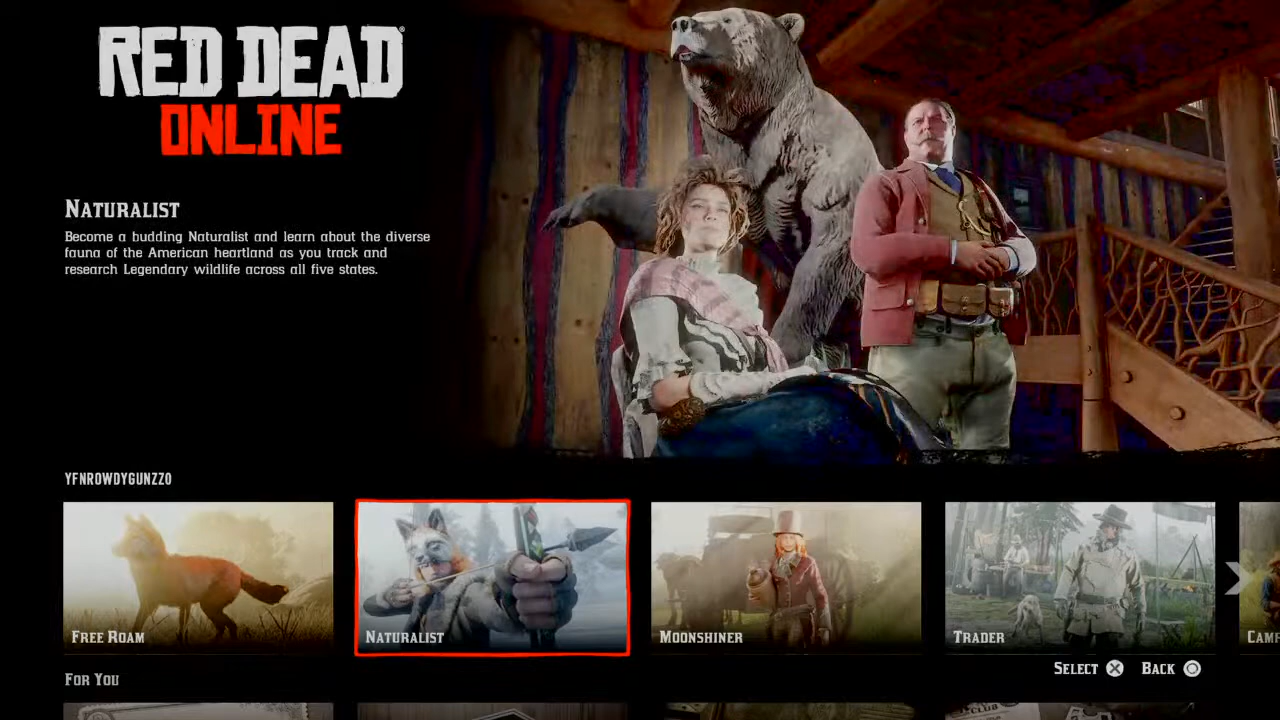 RED DEAD®
ONLINE
NATURALIST
Become a budding Naturalist and learn about the diverse
fauna of the American heartland as you track and
research Legendary wildlife across all five states.
YFNROWDYGUNZZO
FREE ROAM
NATURALIST
MOONSHINER
TRADER
CAMP
SELECT
BACK
FOR YOU
CLUB